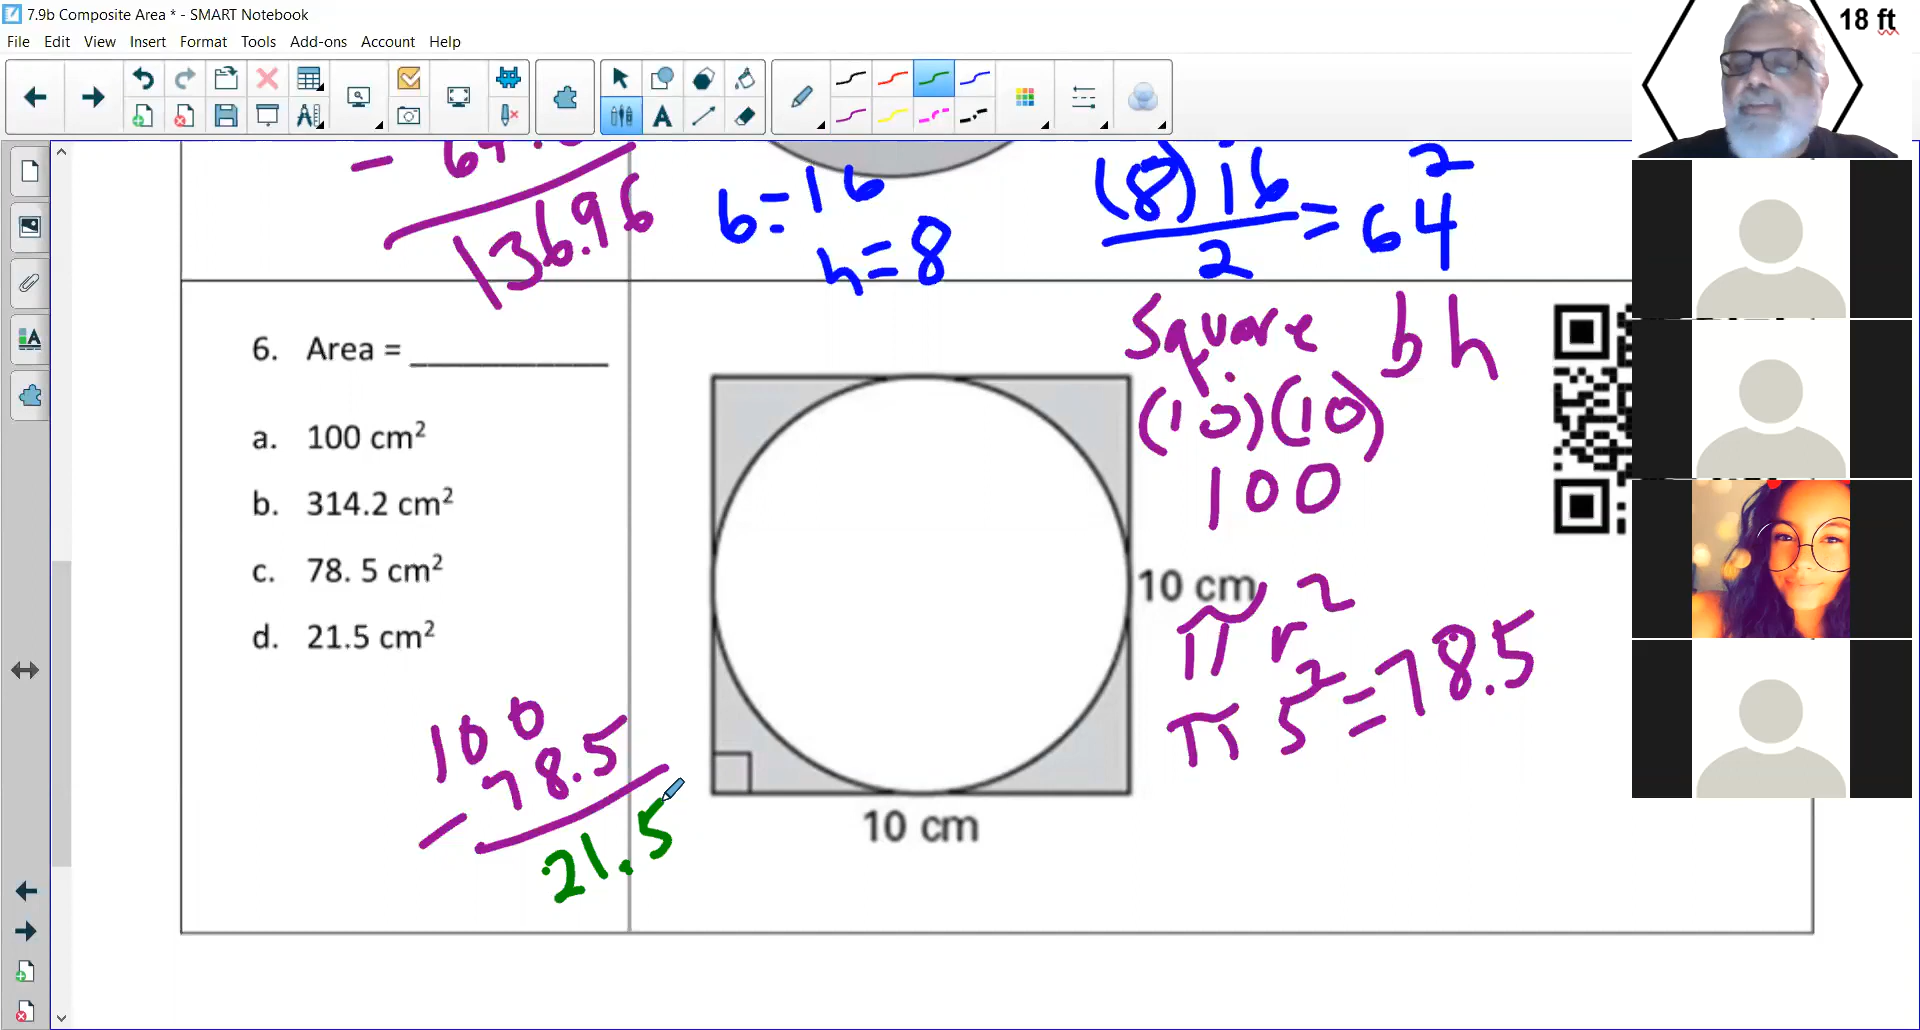 7.9b Composite Area * - SMART Notebook
File Edit View Insert Format Tools Add-ons Account Help
18 ft
136.96
b=16
h=8
(8)16
2
= 64
2
6. Area = ____________
a. 100 cm²
b. 314.2 cm²
c. 78. 5 cm²
d. 21.5 cm²
100
- 78.5
21.5
10 cm
10 cm
Square bh
(10)(10)
100
π r²
π 5² = 78.5